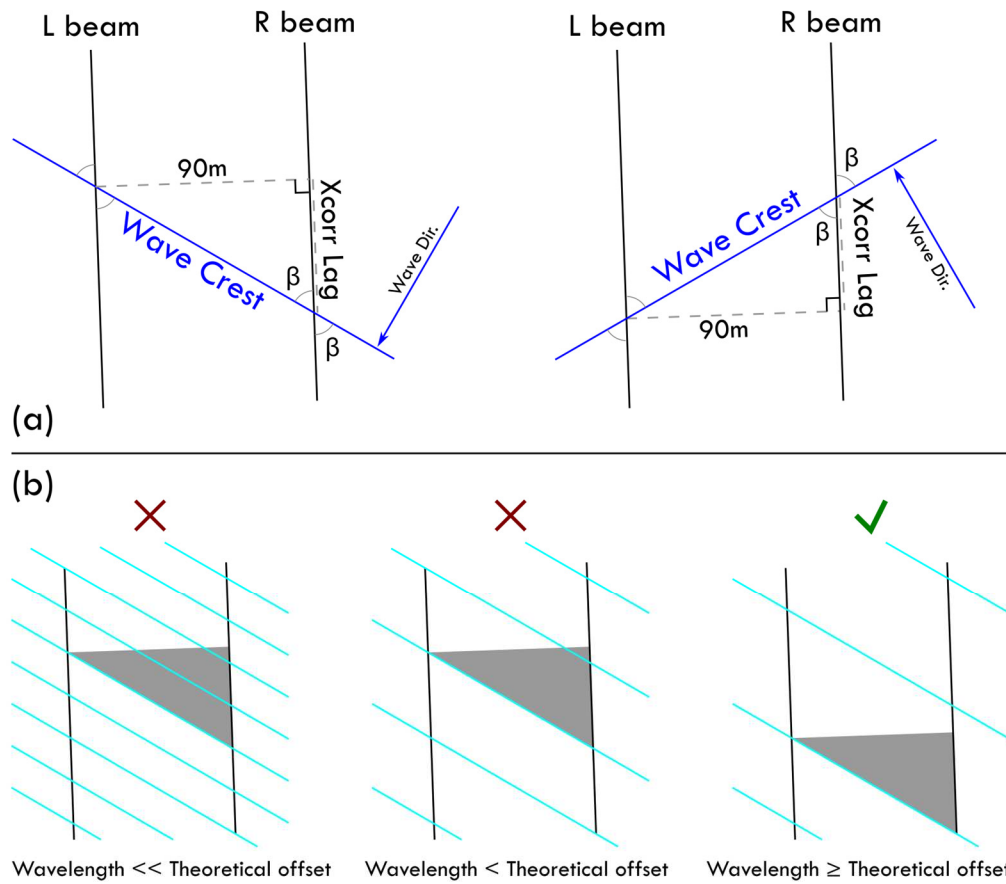 L beam
R beam
90m
Xcorr Lag
β
β
Wave Crest
Wave Dir.
L beam
R beam
β
β
Wave Crest
Xcorr Lag
Wave Dir.
90m
(a)
(b)
Wavelength << Theoretical offset
Wavelength < Theoretical offset
Wavelength ≥ Theoretical offset